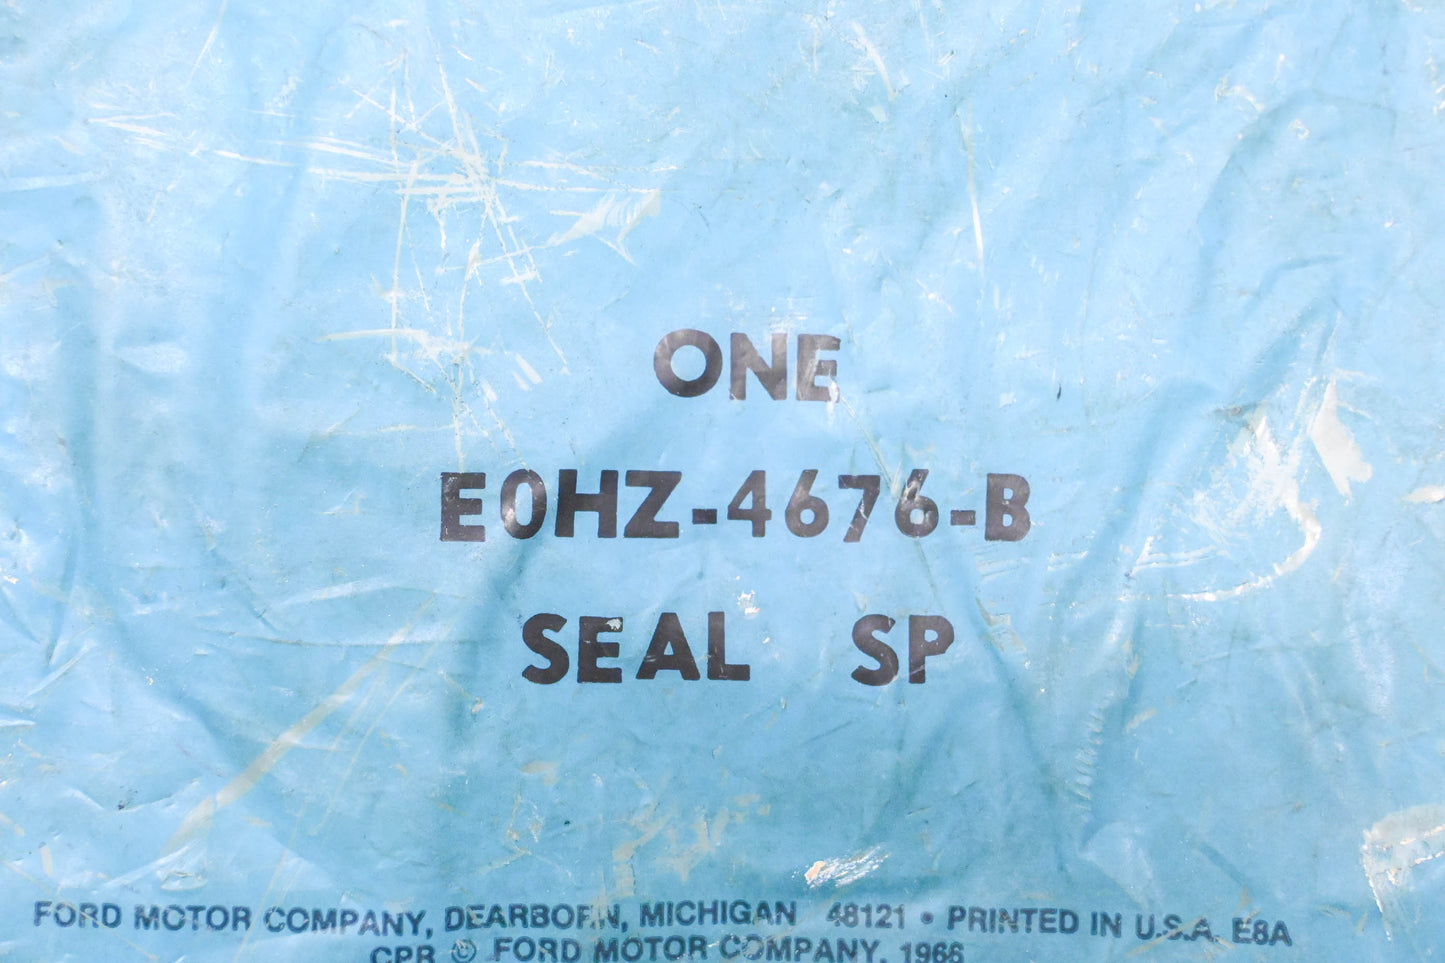 ONE
E0HZ-4676-B
SEAL SP
FORD MOTOR COMPANY, DEARBORN, MICHIGAN 48121 • PRINTED IN U.S.A. E8A
CPR © FORD MOTOR COMPANY, 1966